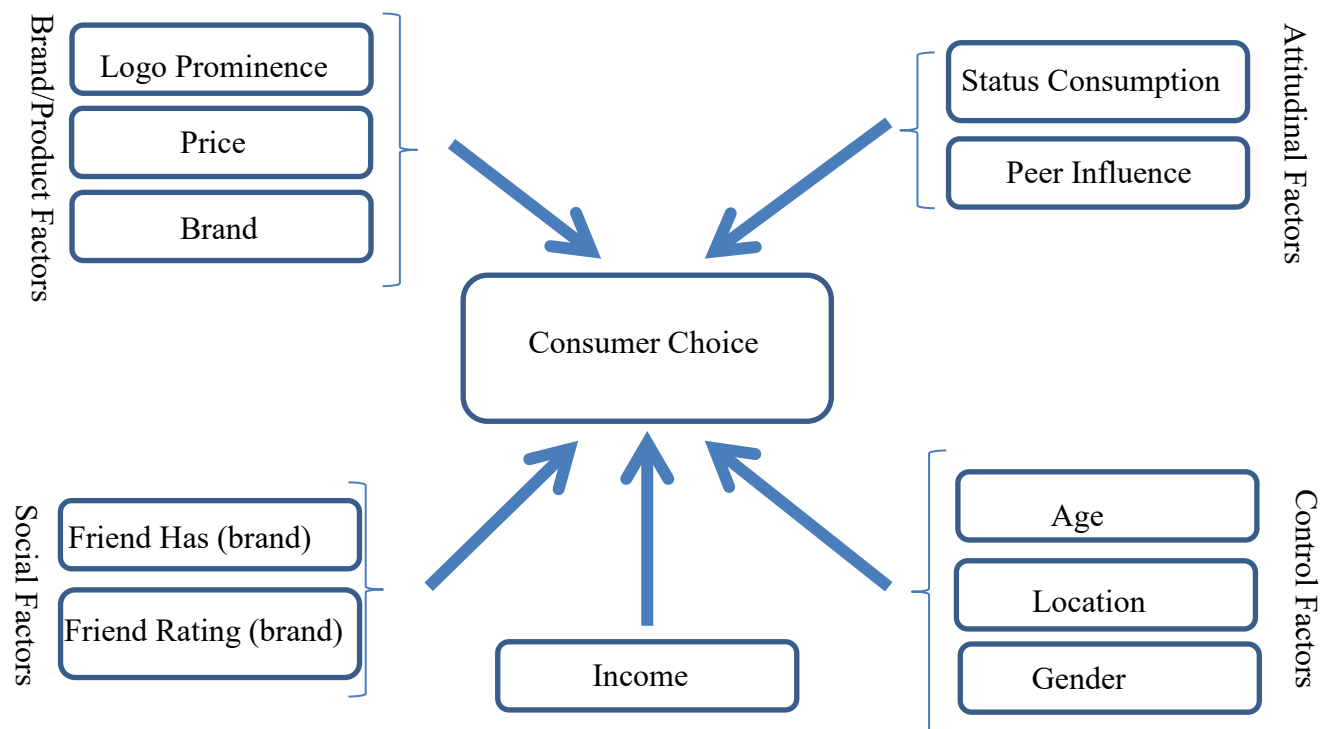 Brand/Product Factors
Logo Prominence
Price
Brand
Status Consumption
Peer Influence
Attitudinal Factors
Consumer Choice
Social Factors
Friend Has (brand)
Friend Rating (brand)
Income
Age
Location
Gender
Control Factors